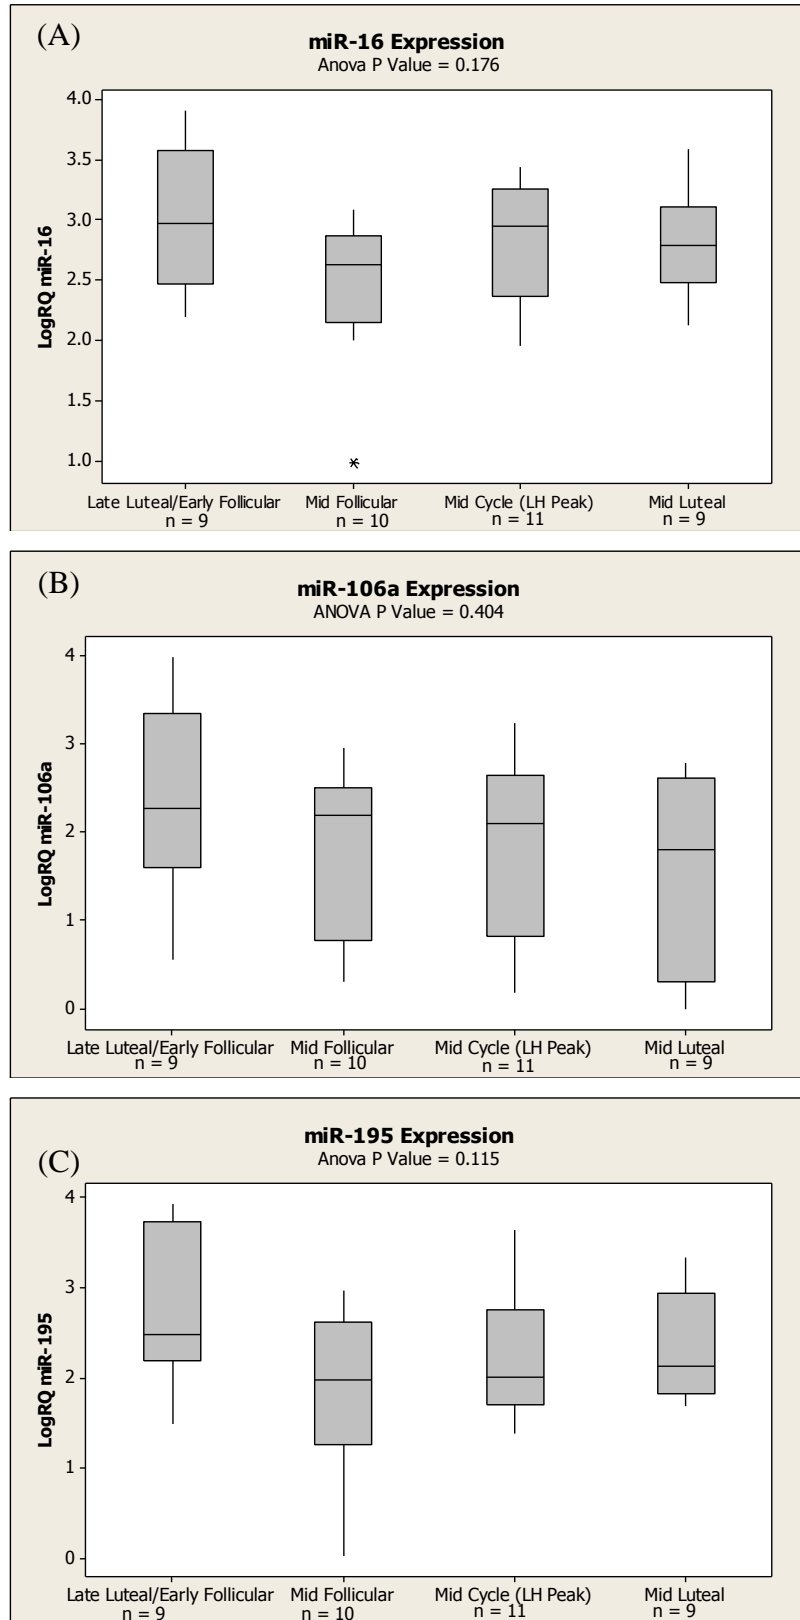 (A)
miR-16 Expression
Anova P Value = 0.176
LogRQ miR-16
4.0
3.5
3.0
2.5
2.0
1.5
1.0
Late Luteal/Early Follicular Mid Follicular Mid Cycle (LH Peak) Mid Luteal
n = 9 n = 10 n = 11 n = 9
(B)
miR-106a Expression
ANOVA P Value = 0.404
LogRQ miR-106a
4
3
2
1
0
Late Luteal/Early Follicular Mid Follicular Mid Cycle (LH Peak) Mid Luteal
n = 9 n = 10 n = 11 n = 9
(C)
miR-195 Expression
Anova P Value = 0.115
LogRQ miR-195
4
3
2
1
0
Late Luteal/Early Follicular Mid Follicular Mid Cycle (LH Peak) Mid Luteal
n = 9 n = 10 n = 11 n = 9